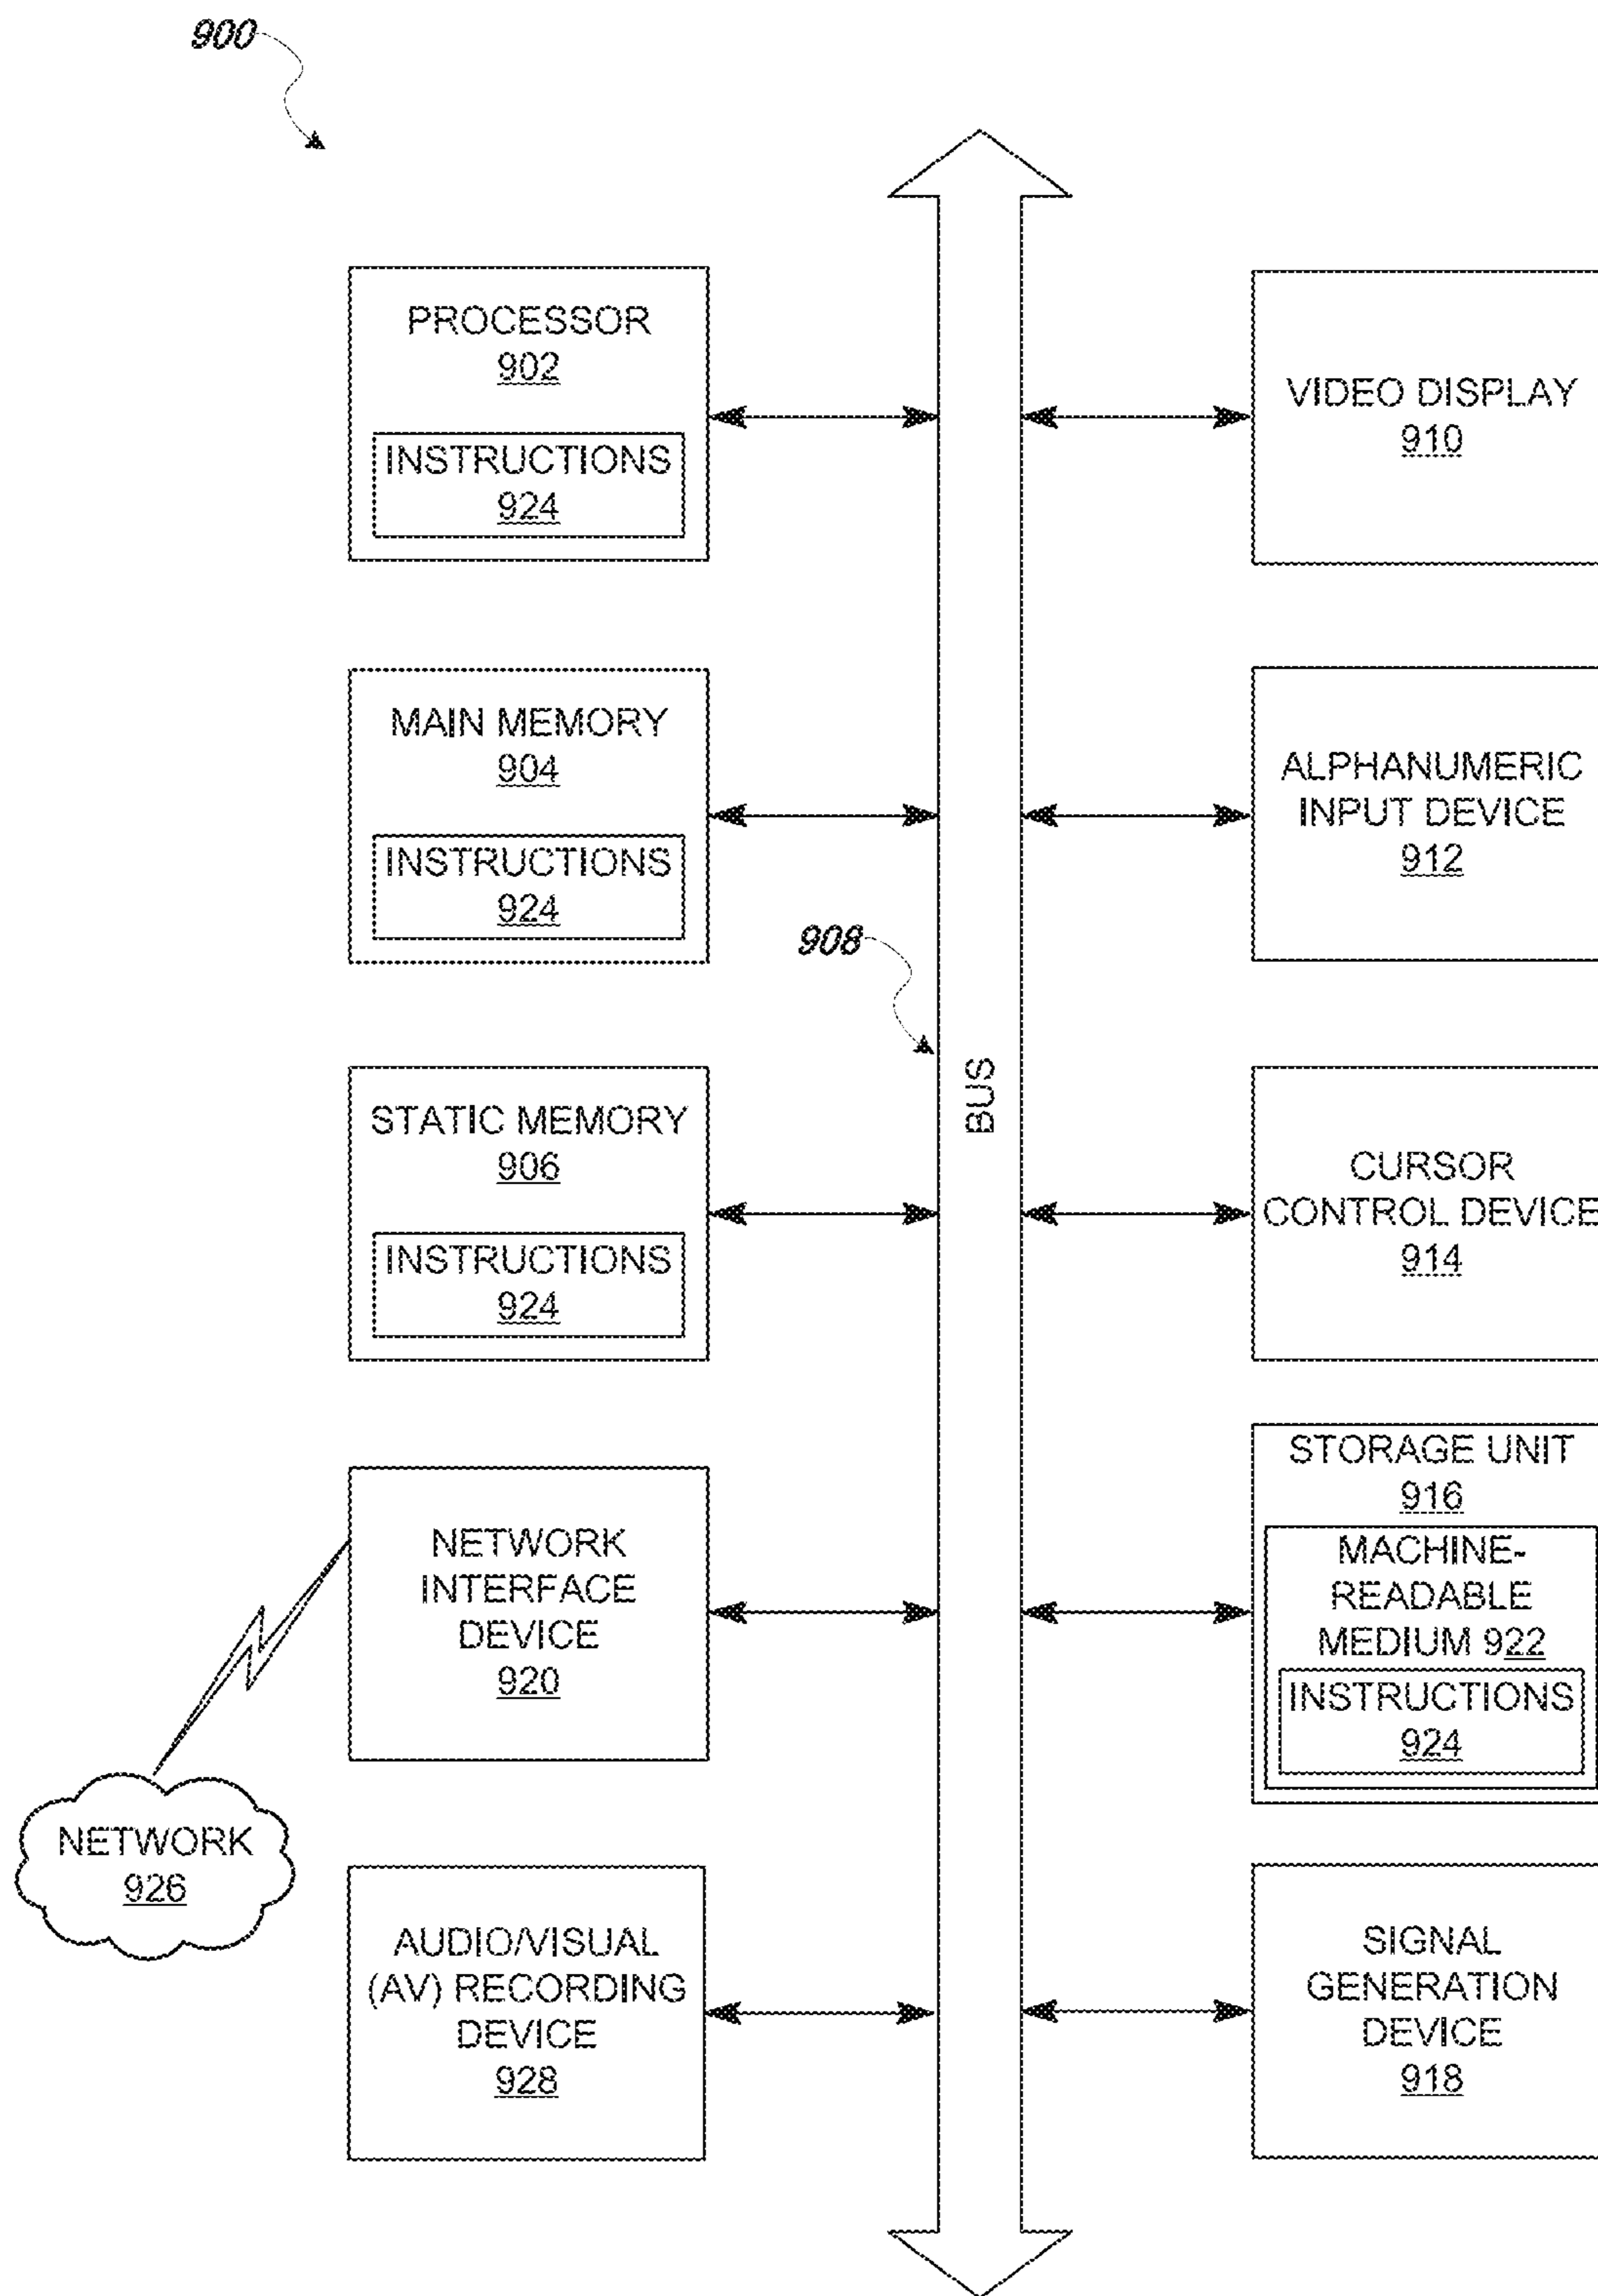 900
PROCESSOR
902
INSTRUCTIONS
924
MAIN MEMORY
904
INSTRUCTIONS
924
STATIC MEMORY
906
INSTRUCTIONS
924
NETWORK
INTERFACE
DEVICE
920
NETWORK
926
AUDIO/VISUAL
(AV) RECORDING
DEVICE
928
908
BUS
VIDEO DISPLAY
910
ALPHANUMERIC
INPUT DEVICE
912
CURSOR
CONTROL DEVICE
914
STORAGE UNIT
916
MACHINE-
READABLE
MEDIUM 922
INSTRUCTIONS
924
SIGNAL
GENERATION
DEVICE
918